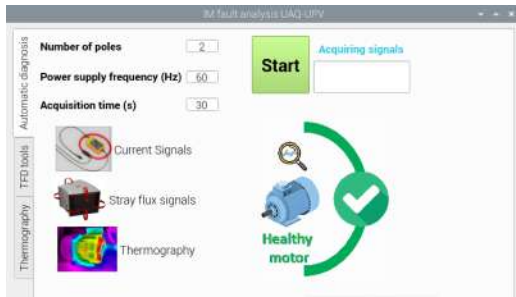 IM fault analysis UAQ-UPV
Automatic diagnosis
TFD tools
Thermography
Number of poles
2
Power supply frequency (Hz)
60
Acquisition time (s)
30
Start
Acquiring signals
Current Signals
Stray flux signals
Thermography
Healthy
motor